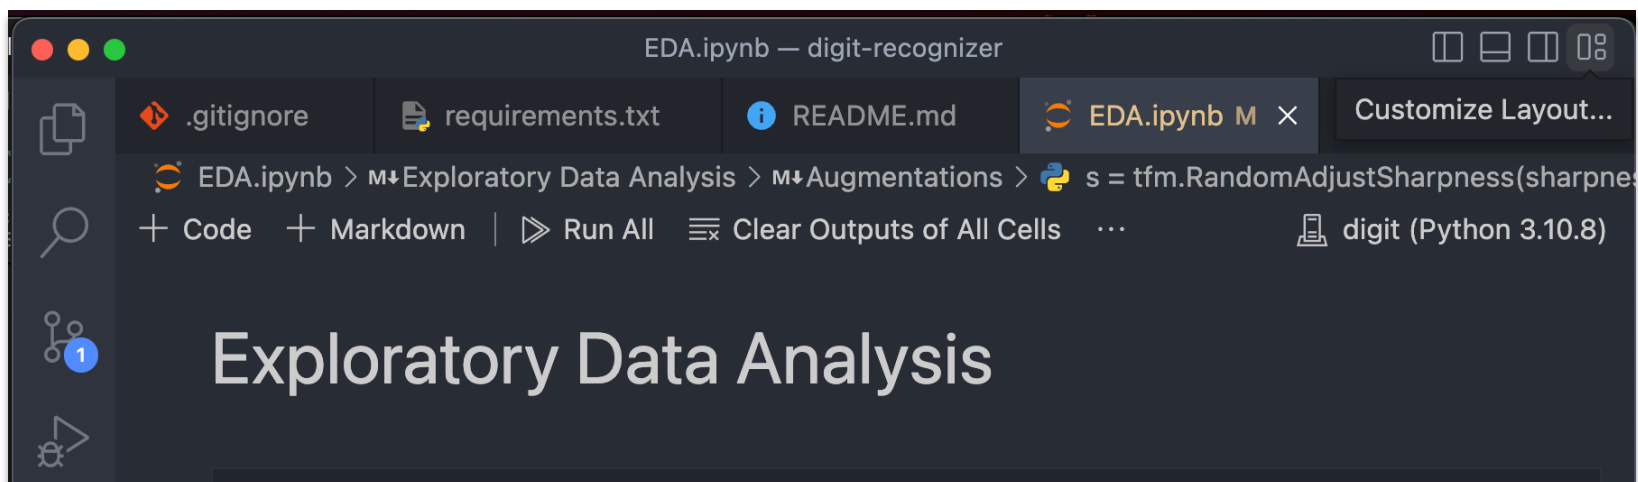 EDA.ipynb — digit-recognizer
.gitignore requirements.txt README.md EDA.ipynb M Customize Layout...
EDA.ipynb > M↓Exploratory Data Analysis > M↓Augmentations > s = tfm.RandomAdjustSharpness(sharpnes
+ Code + Markdown | Run All Clear Outputs of All Cells ... digit (Python 3.10.8)
Exploratory Data Analysis
1